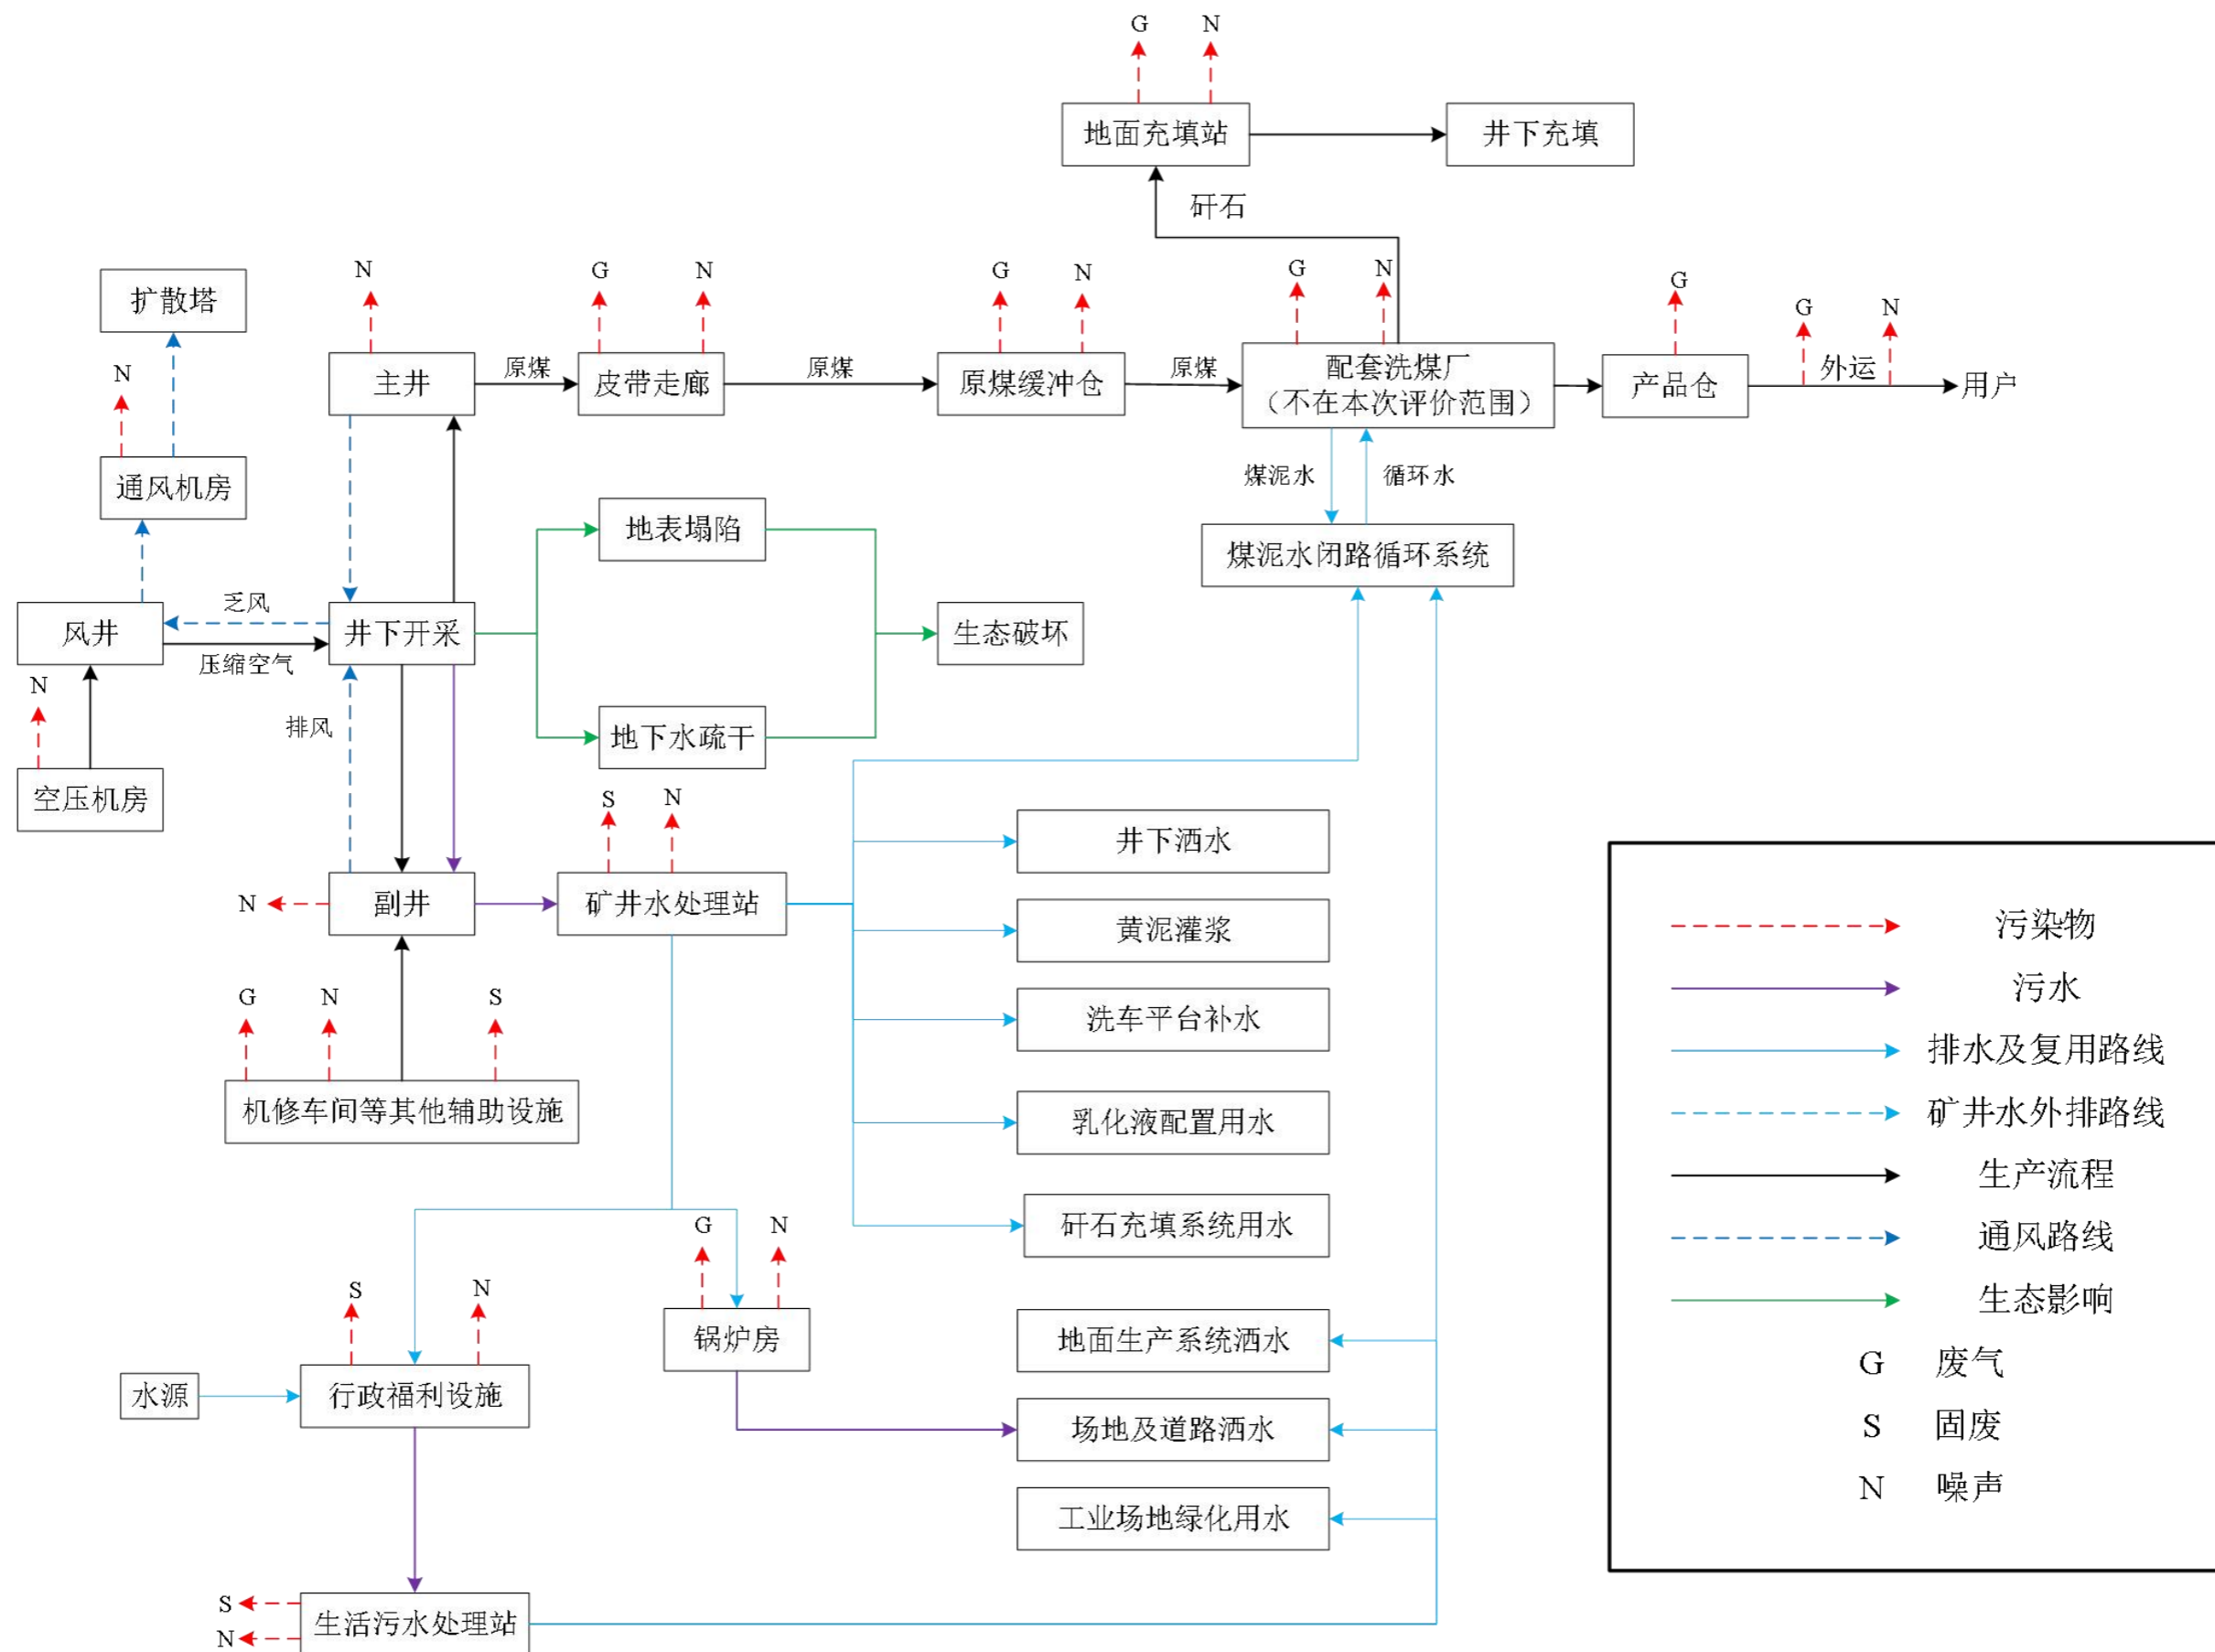 G
N
地面充填站
井下充填
矸石
扩散塔
N
G
N
G
N
G
N
G
G
N
N
主井
原煤
皮带走廊
原煤
原煤缓冲仓
原煤
配套洗煤厂
（不在本次评价范围）
产品仓
外运
用户
通风机房
煤泥水
循环水
地表塌陷
煤泥水闭路循环系统
乏风
风井
井下开采
生态破坏
压缩空气
N
排风
地下水疏干
空压机房
S
N
井下洒水
N
副井
矿井水处理站
黄泥灌浆
G
N
S
洗车平台补水
机修车间等其他辅助设施
乳化液配置用水
G
N
矸石充填系统用水
S
N
锅炉房
地面生产系统洒水
水源
行政福利设施
场地及道路洒水
工业场地绿化用水
S
N
生活污水处理站
污染物
污水
排水及复用路线
矿井水外排路线
生产流程
通风路线
生态影响
G 废气
S 固废
N 噪声